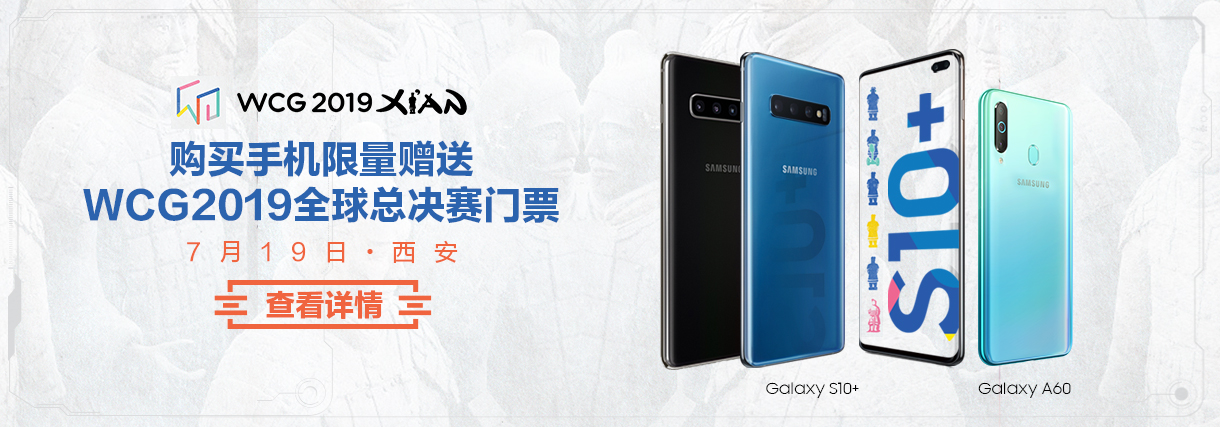 WCG 2019 XIAN
购买手机限量赠送
WCG2019全球总决赛门票
7月19日·西安
查看详情
SAMSUNG
SAMSUNG
S10+
SAMSUNG
Galaxy S10+
Galaxy A60